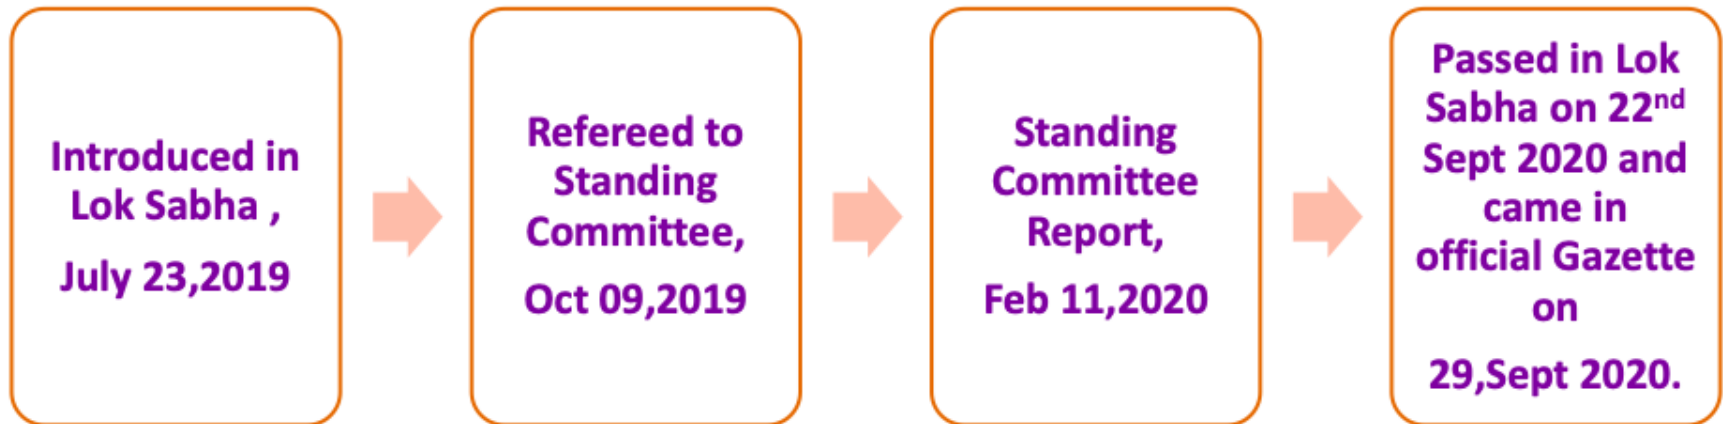 Introduced in
Lok Sabha ,
July 23,2019
Refereed to
Standing
Committee,
Oct 09,2019
Standing
Committee
Report,
Feb 11,2020
Passed in Lok
Sabha on 22nd
Sept 2020 and
came in
official Gazette
on
29,Sept 2020.